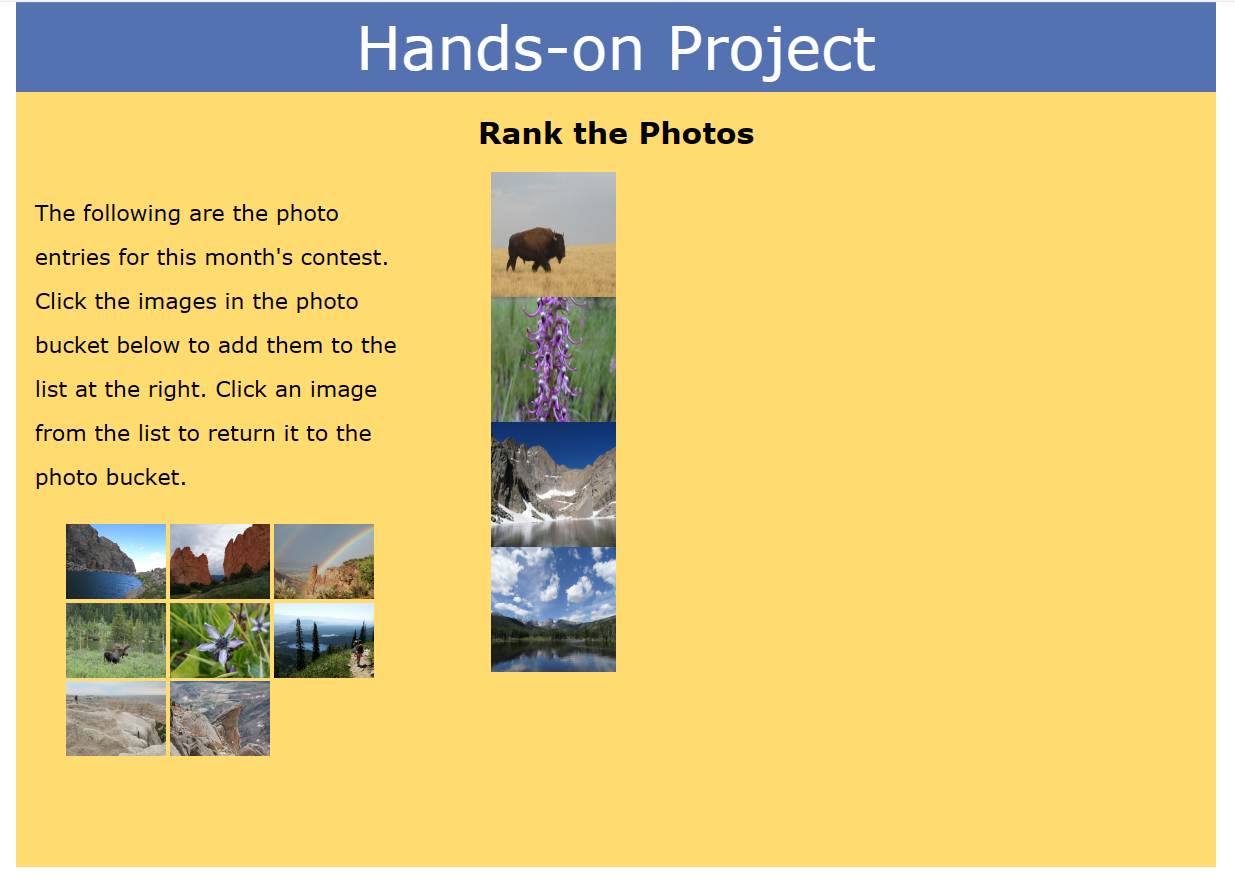 Hands-on Project
Rank the Photos
The following are the photo
entries for this month's contest.
Click the images in the photo
bucket below to add them to the
list at the right. Click an image
from the list to return it to the
photo bucket.